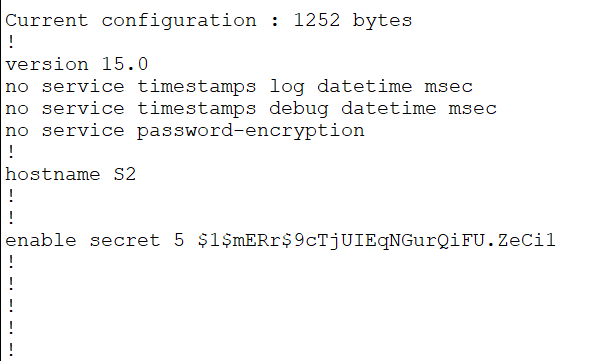 Current configuration : 1252 bytes
!
version 15.0
no service timestamps log datetime msec
no service timestamps debug datetime msec
no service password-encryption
!
hostname S2
!
!
enable secret 5 $1$mERr$9cTjUIEqNGurQiFU.ZeCi1
!
!
!
!
!